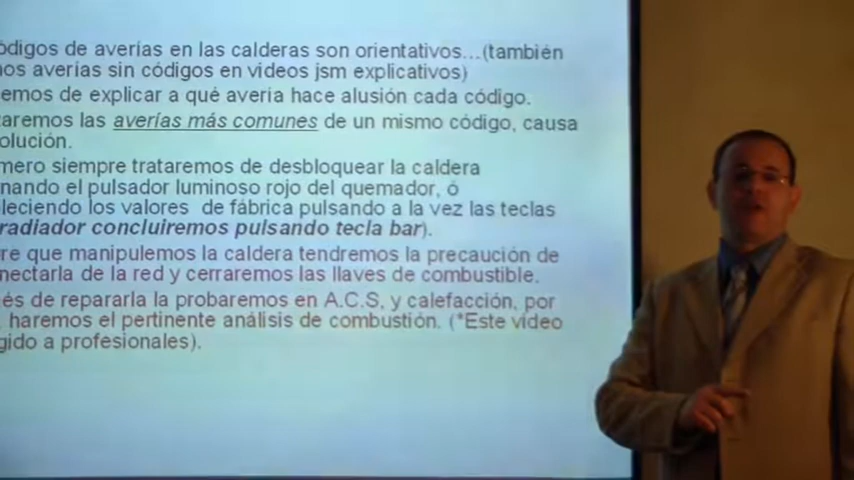 ódigos de averías en las calderas son orientativos...(también
os averías sin códigos en videos jsm explicativos)
emos de explicar a qué avería hace alusión cada código.
aremos las averías más comunes de un mismo código, causa
olución.
mero siempre trataremos de desbloquear la caldera
nando el pulsador luminoso rojo del quemador, ó
leciendo los valores de fábrica pulsando a la vez las teclas
radiador concluiremos pulsando tecla bar).
re que manipulemos la caldera tendremos la precaución de
nectarla de la red y cerraremos las llaves de combustible.
és de repararla la probaremos en A.C.S, y calefacción, por
haremos el pertinente análisis de combustión. (*Este video
gido a profesionales).